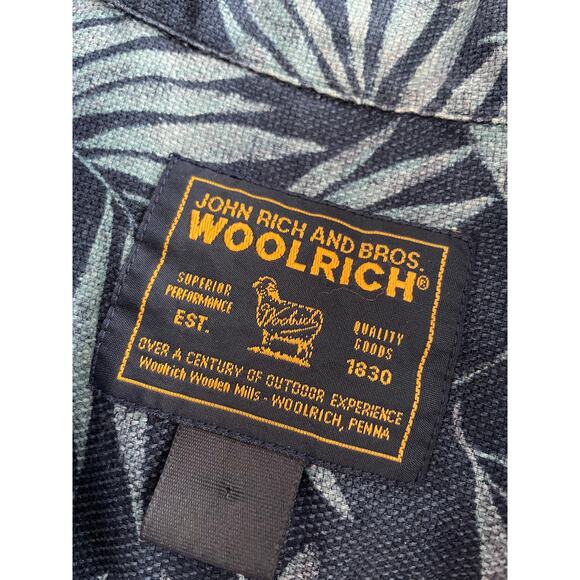 JOHN RICH AND BROS.
WOOLRICH®
SUPERIOR
PERFORMANCE
EST.
Woolrich
QUALITY
GOODS
1830
OVER A CENTURY OF OUTDOOR EXPERIENCE
Woolrich Woolen Mills - WOOLRICH, PENNA